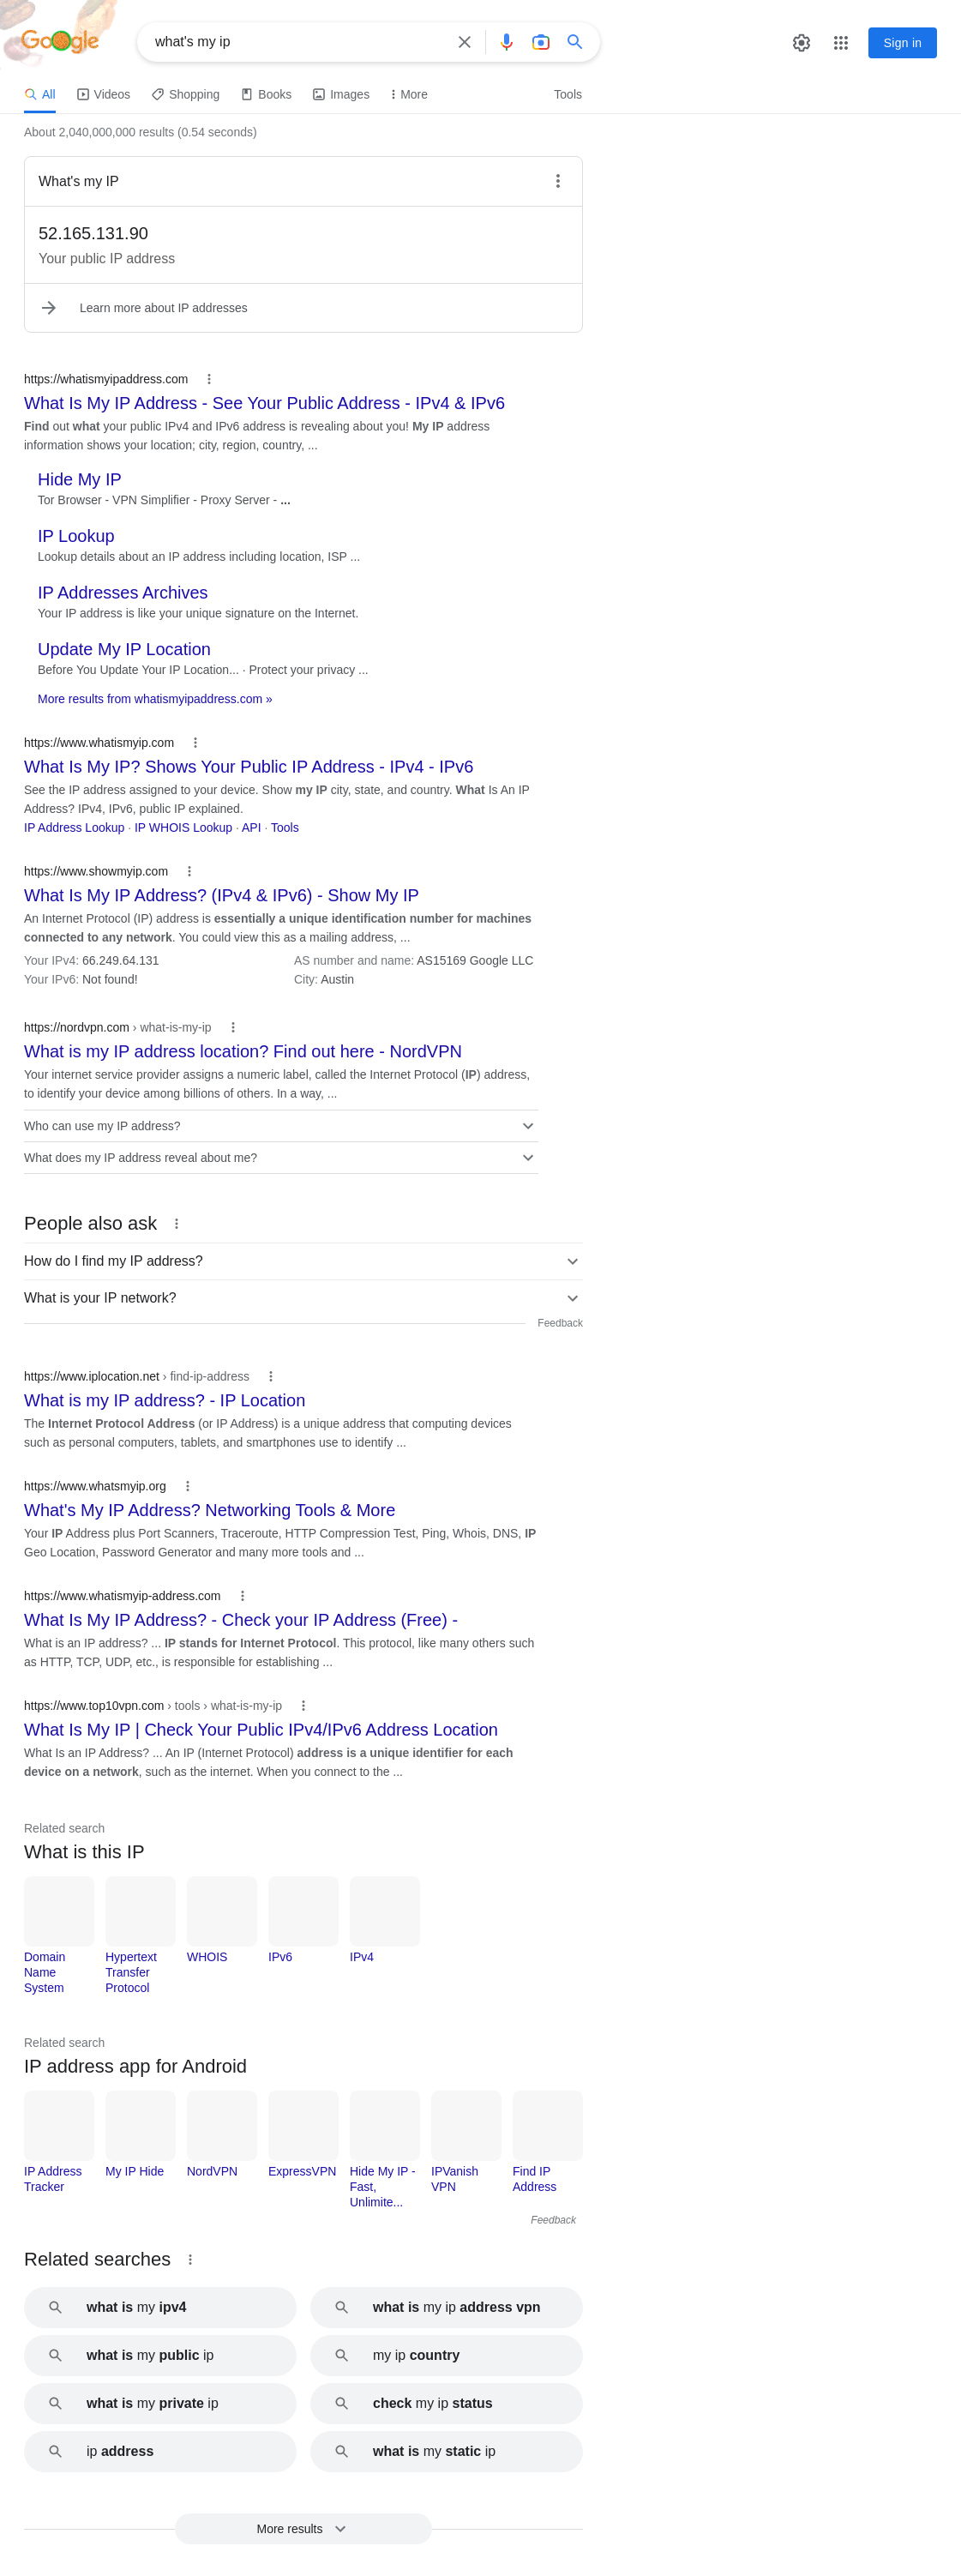 Google
what's my ip
Sign in
All
Videos
Shopping
Books
Images
More
Tools
About 2,040,000,000 results (0.54 seconds)
What's my IP
52.165.131.90
Your public IP address
Learn more about IP addresses
https://whatismyipaddress.com
What Is My IP Address - See Your Public Address - IPv4 & IPv6
Find out what your public IPv4 and IPv6 address is revealing about you! My IP address
information shows your location; city, region, country, ...
Hide My IP
Tor Browser - VPN Simplifier - Proxy Server - ...
IP Lookup
Lookup details about an IP address including location, ISP ...
IP Addresses Archives
Your IP address is like your unique signature on the Internet.
Update My IP Location
Before You Update Your IP Location... · Protect your privacy ...
More results from whatismyipaddress.com »
https://www.whatismyip.com
What Is My IP? Shows Your Public IP Address - IPv4 - IPv6
See the IP address assigned to your device. Show my IP city, state, and country. What Is An IP
Address? IPv4, IPv6, public IP explained.
IP Address Lookup · IP WHOIS Lookup · API · Tools
https://www.showmyip.com
What Is My IP Address? (IPv4 & IPv6) - Show My IP
An Internet Protocol (IP) address is essentially a unique identification number for machines
connected to any network. You could view this as a mailing address, ...
Your IPv4: 66.249.64.131
AS number and name: AS15169 Google LLC
Your IPv6: Not found!
City: Austin
https://nordvpn.com › what-is-my-ip
What is my IP address location? Find out here - NordVPN
Your internet service provider assigns a numeric label, called the Internet Protocol (IP) address,
to identify your device among billions of others. In a way, ...
Who can use my IP address?
What does my IP address reveal about me?
People also ask
How do I find my IP address?
What is your IP network?
Feedback
https://www.iplocation.net › find-ip-address
What is my IP address? - IP Location
The Internet Protocol Address (or IP Address) is a unique address that computing devices
such as personal computers, tablets, and smartphones use to identify ...
https://www.whatsmyip.org
What's My IP Address? Networking Tools & More
Your IP Address plus Port Scanners, Traceroute, HTTP Compression Test, Ping, Whois, DNS, IP
Geo Location, Password Generator and many more tools and ...
https://www.whatismyip-address.com
What Is My IP Address? - Check your IP Address (Free) -
What is an IP address? ... IP stands for Internet Protocol. This protocol, like many others such
as HTTP, TCP, UDP, etc., is responsible for establishing ...
https://www.top10vpn.com › tools › what-is-my-ip
What Is My IP | Check Your Public IPv4/IPv6 Address Location
What Is an IP Address? ... An IP (Internet Protocol) address is a unique identifier for each
device on a network, such as the internet. When you connect to the ...
Related search
What is this IP
Domain
Name
System
Hypertext
Transfer
Protocol
WHOIS
IPv6
IPv4
Related search
IP address app for Android
IP Address
Tracker
My IP Hide
NordVPN
ExpressVPN
Hide My IP -
Fast,
Unlimite...
IPVanish
VPN
Find IP
Address
Feedback
Related searches
what is my ipv4
what is my ip address vpn
what is my public ip
my ip country
what is my private ip
check my ip status
ip address
what is my static ip
More results